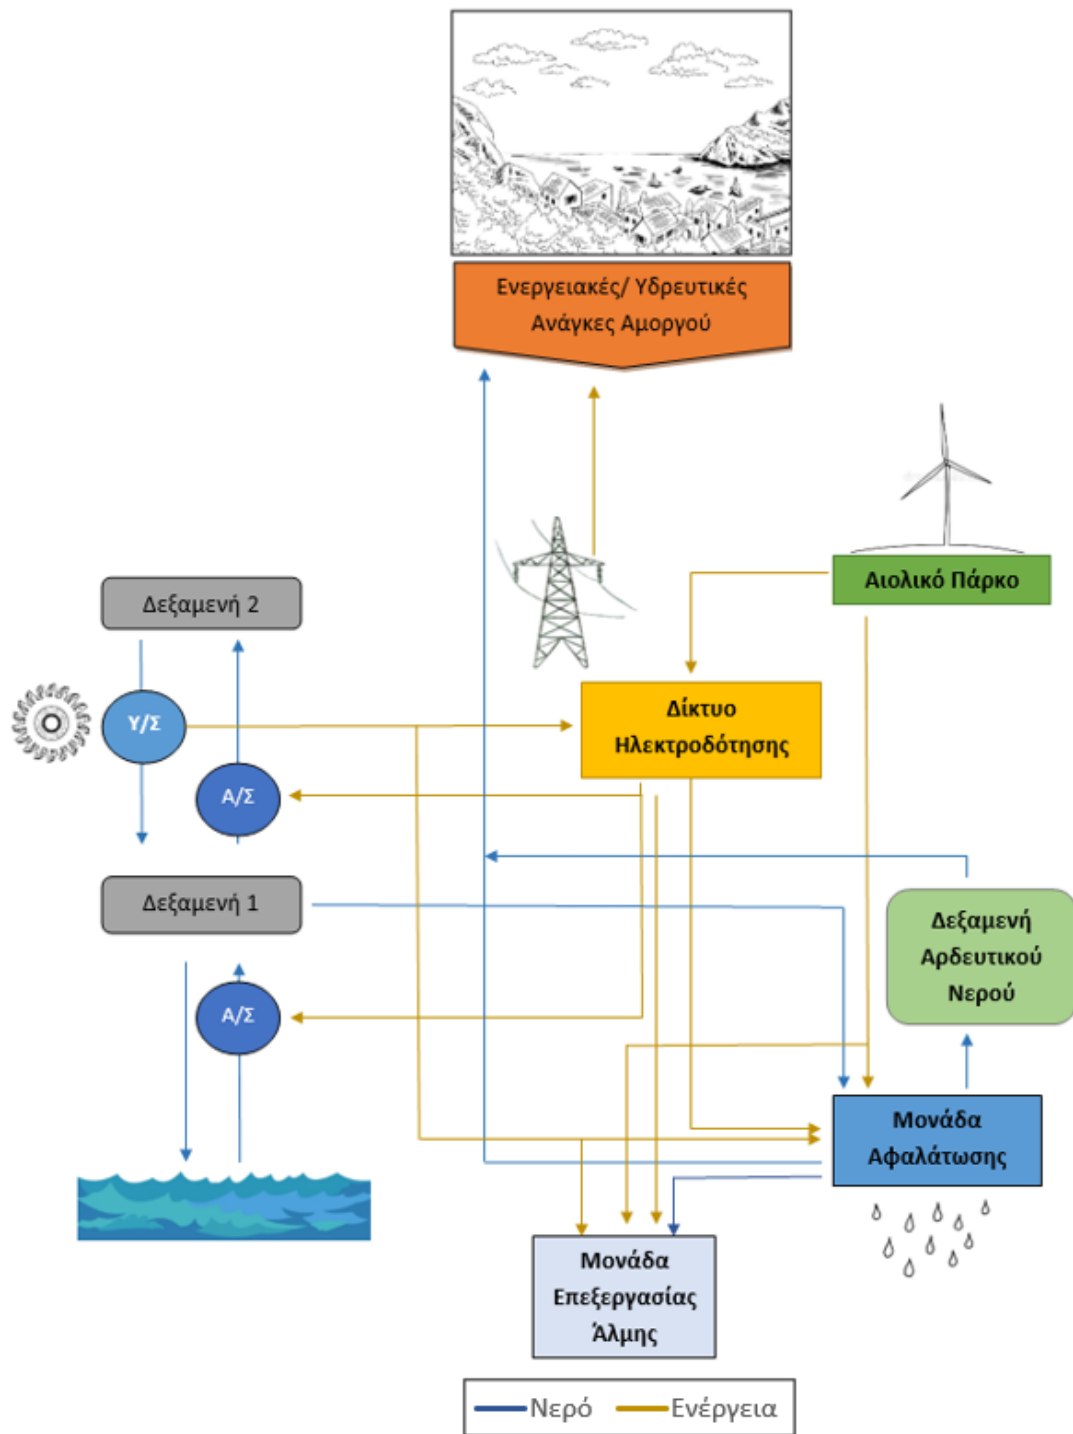 Ενεργειακές/ Υδρευτικές
Ανάγκες Αμοργού
Αιολικό Πάρκο
Δεξαμενή 2
Υ/Σ
Δίκτυο
Ηλεκτροδότησης
Α/Σ
Δεξαμενή 1
Δεξαμενή
Αρδευτικού
Νερού
Α/Σ
Μονάδα
Αφαλάτωσης
Μονάδα
Επεξεργασίας
Άλμης
Νερό
Ενέργεια